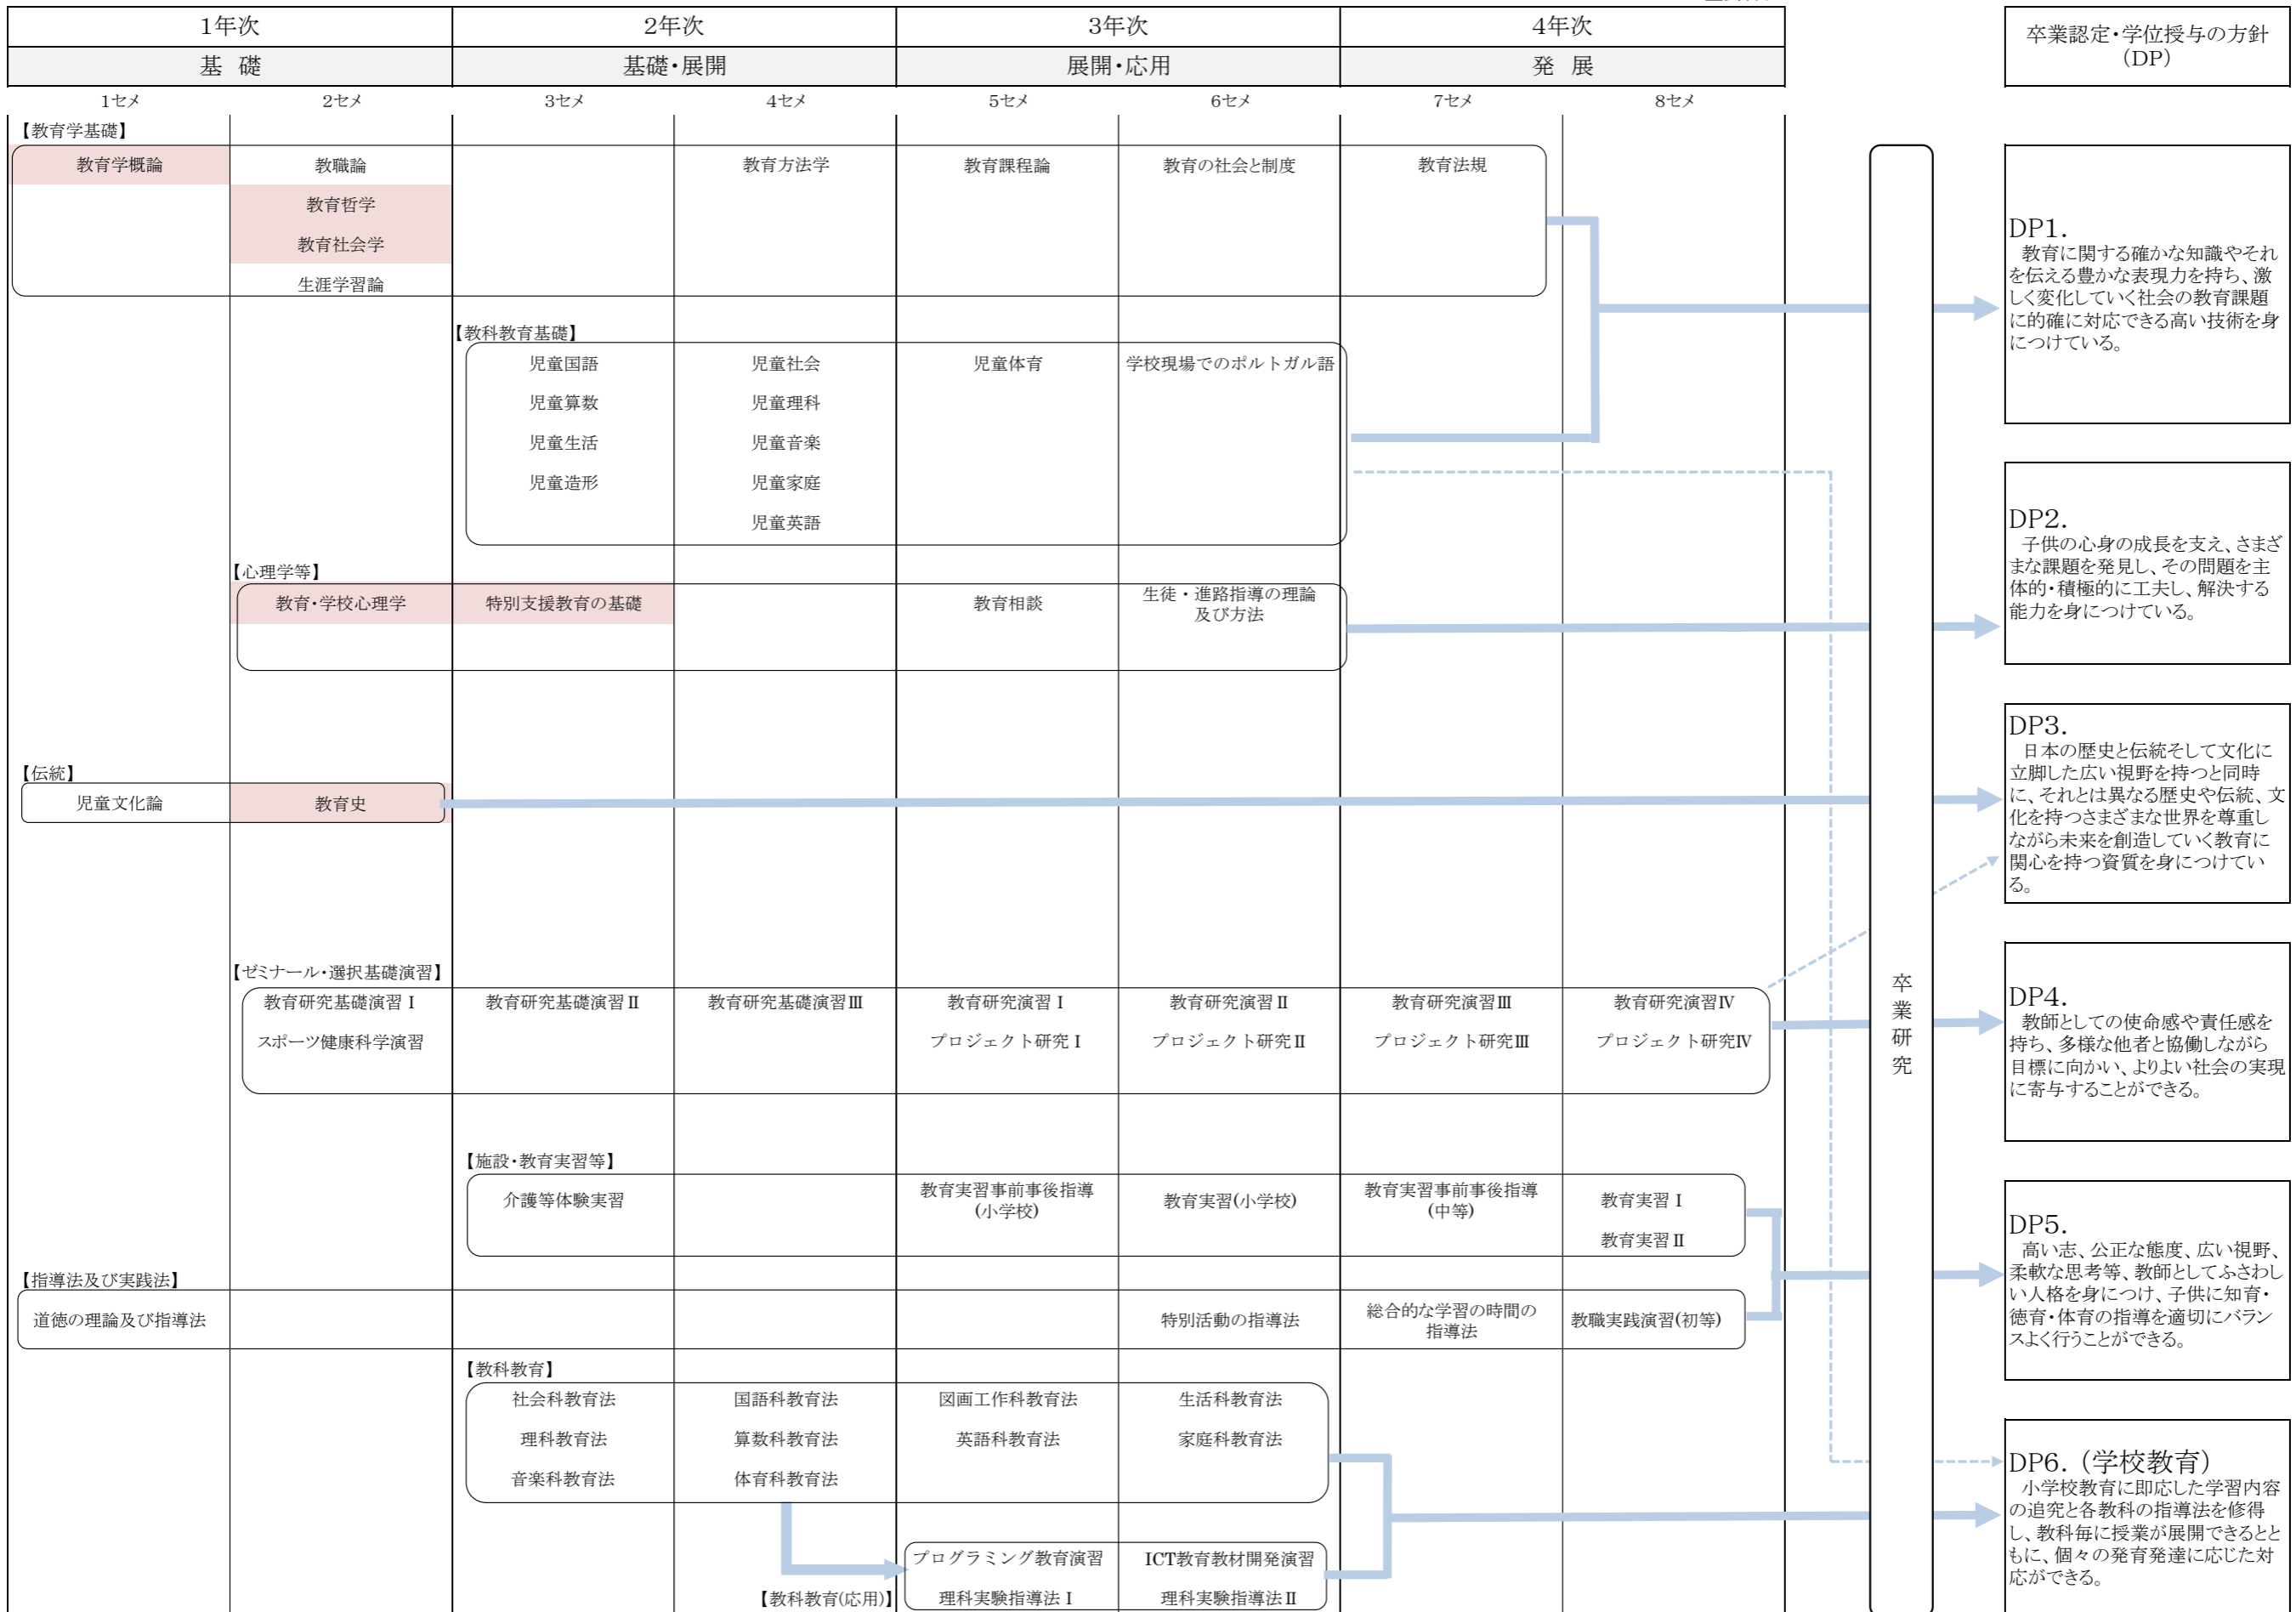 1年次 2年次 3年次 4年次
卒業認定・学位授与の方針
(DP)
基 礎 基礎・展開 展開・応用 発 展
1セメ 2セメ 3セメ 4セメ 5セメ 6セメ 7セメ 8セメ
【教育学基礎】
教育学概論 教職論 教育方法学 教育課程論 教育の社会と制度 教育法規
教育哲学
教育社会学
生涯学習論
【教科教育基礎】
児童国語 児童社会 児童体育 学校現場でのポルトガル語
児童算数 児童理科
児童生活 児童音楽
児童造形 児童家庭
児童英語
【心理学等】
教育・学校心理学 特別支援教育の基礎 教育相談 生徒・進路指導の理論
及び方法
【伝統】
児童文化論 教育史
【ゼミナール・選択基礎演習】
教育研究基礎演習Ⅰ 教育研究基礎演習Ⅱ 教育研究基礎演習Ⅲ 教育研究演習Ⅰ 教育研究演習Ⅱ 教育研究演習Ⅲ 教育研究演習Ⅳ
スポーツ健康科学演習 プロジェクト研究Ⅰ プロジェクト研究Ⅱ プロジェクト研究Ⅲ プロジェクト研究Ⅳ
【施設・教育実習等】
介護等体験実習 教育実習事前事後指導
(小学校) 教育実習(小学校) 教育実習事前事後指導
(中等) 教育実習Ⅰ
教育実習Ⅱ
【指導法及び実践法】
道徳の理論及び指導法 特別活動の指導法 総合的な学習の時間の
指導法 教職実践演習(初等)
【教科教育】
社会科教育法 国語科教育法 図画工作科教育法 生活科教育法
理科教育法 算数科教育法 英語科教育法 家庭科教育法
音楽科教育法 体育科教育法
プログラミング教育演習 ICT教育教材開発演習
【教科教育(応用)】 理科実験指導法Ⅰ 理科実験指導法Ⅱ
卒業研究
DP1.
教育に関する確かな知識やそれ
を伝える豊かな表現力を持ち、激
しく変化していく社会の教育課題
に的確に対応できる高い技術を身
につけている。
DP2.
子供の心身の成長を支え、さまざ
まな課題を発見し、その問題を主
体的・積極的に工夫し、解決する
能力を身につけている。
DP3.
日本の歴史と伝統そして文化に
立脚した広い視野を持つと同時
に、それとは異なる歴史や伝統、文
化を持つさまざまな世界を尊重し
ながら未来を創造していく教育に
関心を持つ資質を身につけてい
る。
DP4.
教師としての使命感や責任感を
持ち、多様な他者と協働しながら
目標に向かい、よりよい社会の実現
に寄与することができる。
DP5.
高い志、公正な態度、広い視野、
柔軟な思考等、教師としてふさわし
い人格を身につけ、子供に知育・
徳育・体育の指導を適切にバラン
スよく行うことができる。
DP6.(学校教育)
小学校教育に即応した学習内容
の追究と各教科の指導法を修得
し、教科毎に授業が展開できるとと
もに、個々の発育発達に応じた対
応ができる。